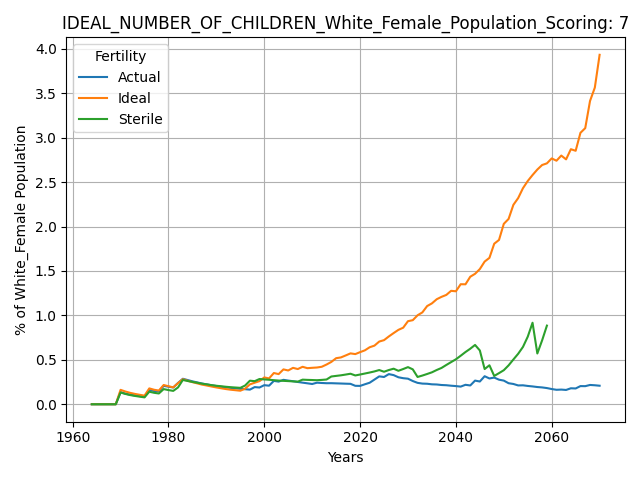 IDEAL_NUMBER_OF_CHILDREN_White_Female_Population_Scoring: 7
Fertility
Actual
Ideal
Sterile
% of White_Female Population
4.0
3.5
3.0
2.5
2.0
1.5
1.0
0.5
0.0
1960 1980 2000 2020 2040 2060
Years